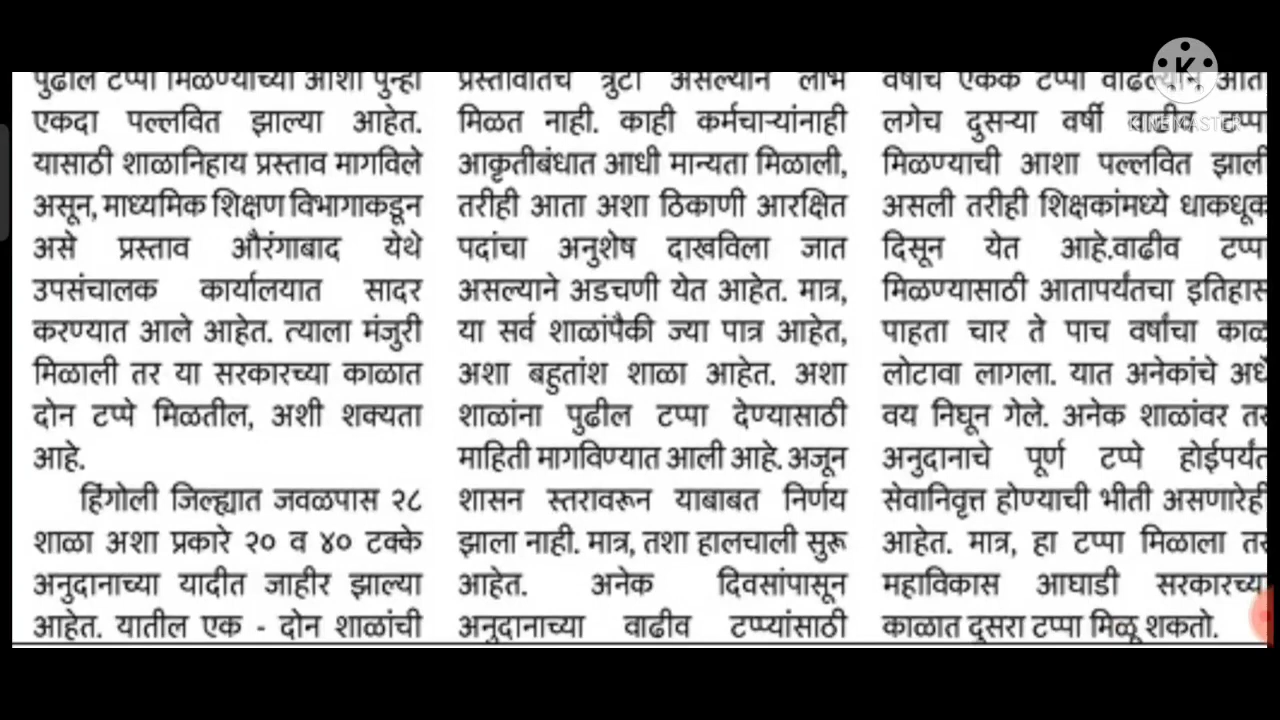 पुढील टप्पा मिळण्याच्या आशा पुन्हा
एकदा पल्लवित झाल्या आहेत.
यासाठी शाळानिहाय प्रस्ताव मागविले
असून, माध्यमिक शिक्षण विभागाकडून
असे प्रस्ताव औरंगाबाद येथे
उपसंचालक कार्यालयात सादर
करण्यात आले आहेत. त्याला मंजुरी
मिळाली तर या सरकारच्या काळात
दोन टप्पे मिळतील, अशी शक्यता
आहे.
हिंगोली जिल्ह्यात जवळपास २८
शाळा अशा प्रकारे २० व ४० टक्के
अनुदानाच्या यादीत जाहीर झाल्या
आहेत. यातील एक - दोन शाळांची
प्रस्तावातच त्रुटी असल्याने लाभ
मिळत नाही. काही कर्मचाऱ्यांनाही
आकृतीबंधात आधी मान्यता मिळाली,
तरीही आता अशा ठिकाणी आरक्षित
पदांचा अनुशेष दाखविला जात
असल्याने अडचणी येत आहेत. मात्र,
या सर्व शाळांपैकी ज्या पात्र आहेत,
अशा बहुतांश शाळा आहेत. अशा
शाळांना पुढील टप्पा देण्यासाठी
माहिती मागविण्यात आली आहे. अजून
शासन स्तरावरून याबाबत निर्णय
झाला नाही. मात्र, तशा हालचाली सुरू
आहेत. अनेक दिवसांपासून
अनुदानाच्या वाढीव टप्प्यांसाठी
एकेक टप्पा वाढल्याने
लगेच दुसऱ्या वर्षी
मिळण्याची आशा पल्लवित झाली
असली तरीही शिक्षकांमध्ये धाकधूक
दिसून येत आहे.वाढीव टप्पा
मिळण्यासाठी आतापर्यंतचा इतिहास
पाहता चार ते पाच वर्षांचा काळ
लोटावा लागला. यात अनेकांचे अर्धे
वय निघून गेले. अनेक शाळांवर तर
अनुदानाचे पूर्ण टप्पे होईपर्यंत
सेवानिवृत्त होण्याची भीती असणारेही
आहेत. मात्र, हा टप्पा मिळाला तर
महाविकास आघाडी सरकारच्या
काळात दुसरा टप्पा मिळू शकतो.
KINEMASTER